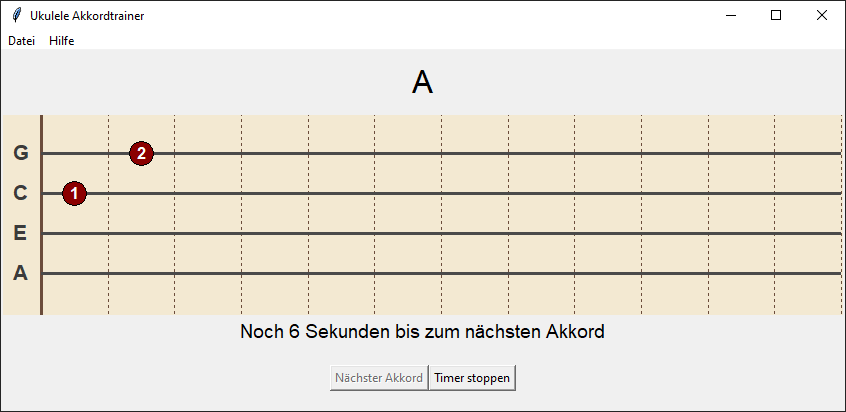 Ukulele Akkordtrainer
Datei Hilfe
A
G 2
C 1
E
A
Noch 6 Sekunden bis zum nächsten Akkord
Nächster Akkord Timer stoppen